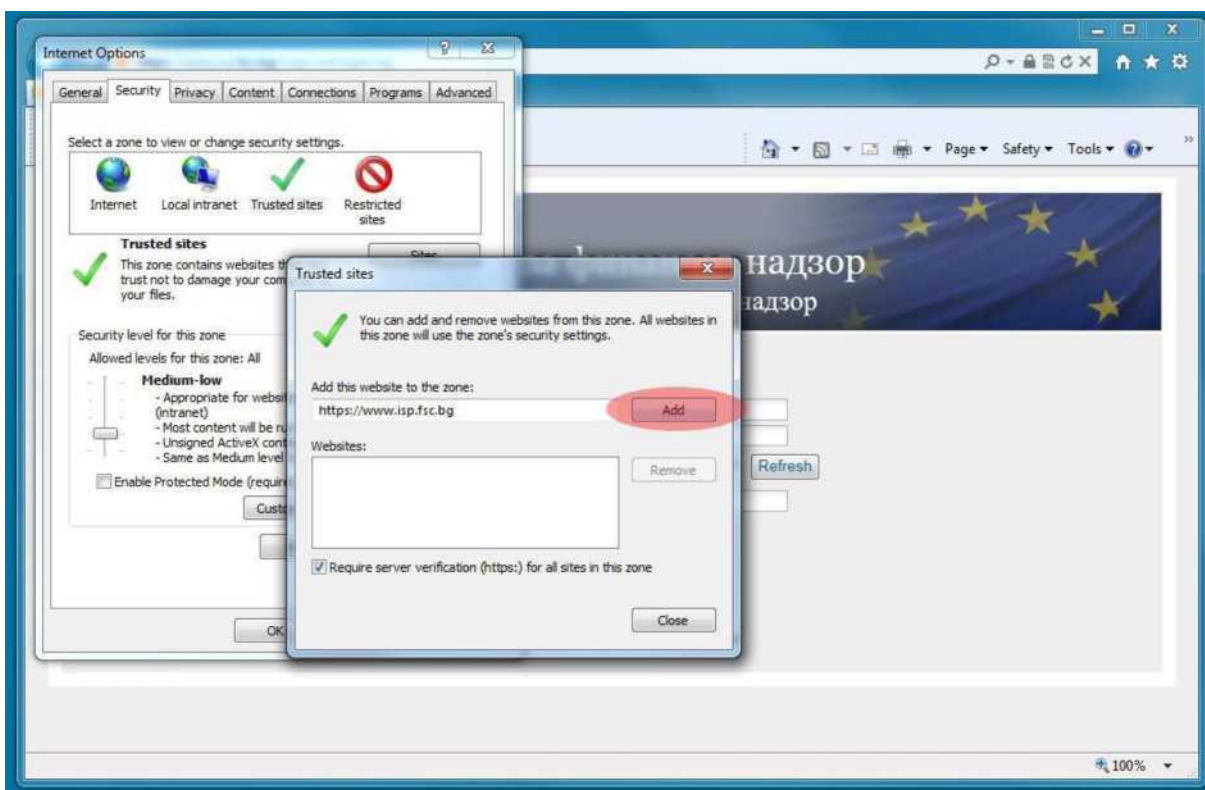 Internet Options
General Security Privacy Content Connections Programs Advanced
Select a zone to view or change security settings.
Internet Local intranet Trusted sites Restricted sites
Trusted sites
This zone contains websites
trust not to damage your
your files.
Security level for this zone
Allowed levels for this zone: All
Medium-low
- Appropriate for
(intranet)
- Most content will be
- Unsigned ActiveX
- Same as Medium level
Enable Protected Mode
OK
Trusted sites
You can add and remove websites from this zone. All websites in
this zone will use the zone's security settings.
Add this website to the zone:
https://www.isp.fsc.bg Add
Websites:
Remove
Require server verification (https:) for all sites in this zone
Close
Page Safety Tools
надзор
надзор
Refresh
100%